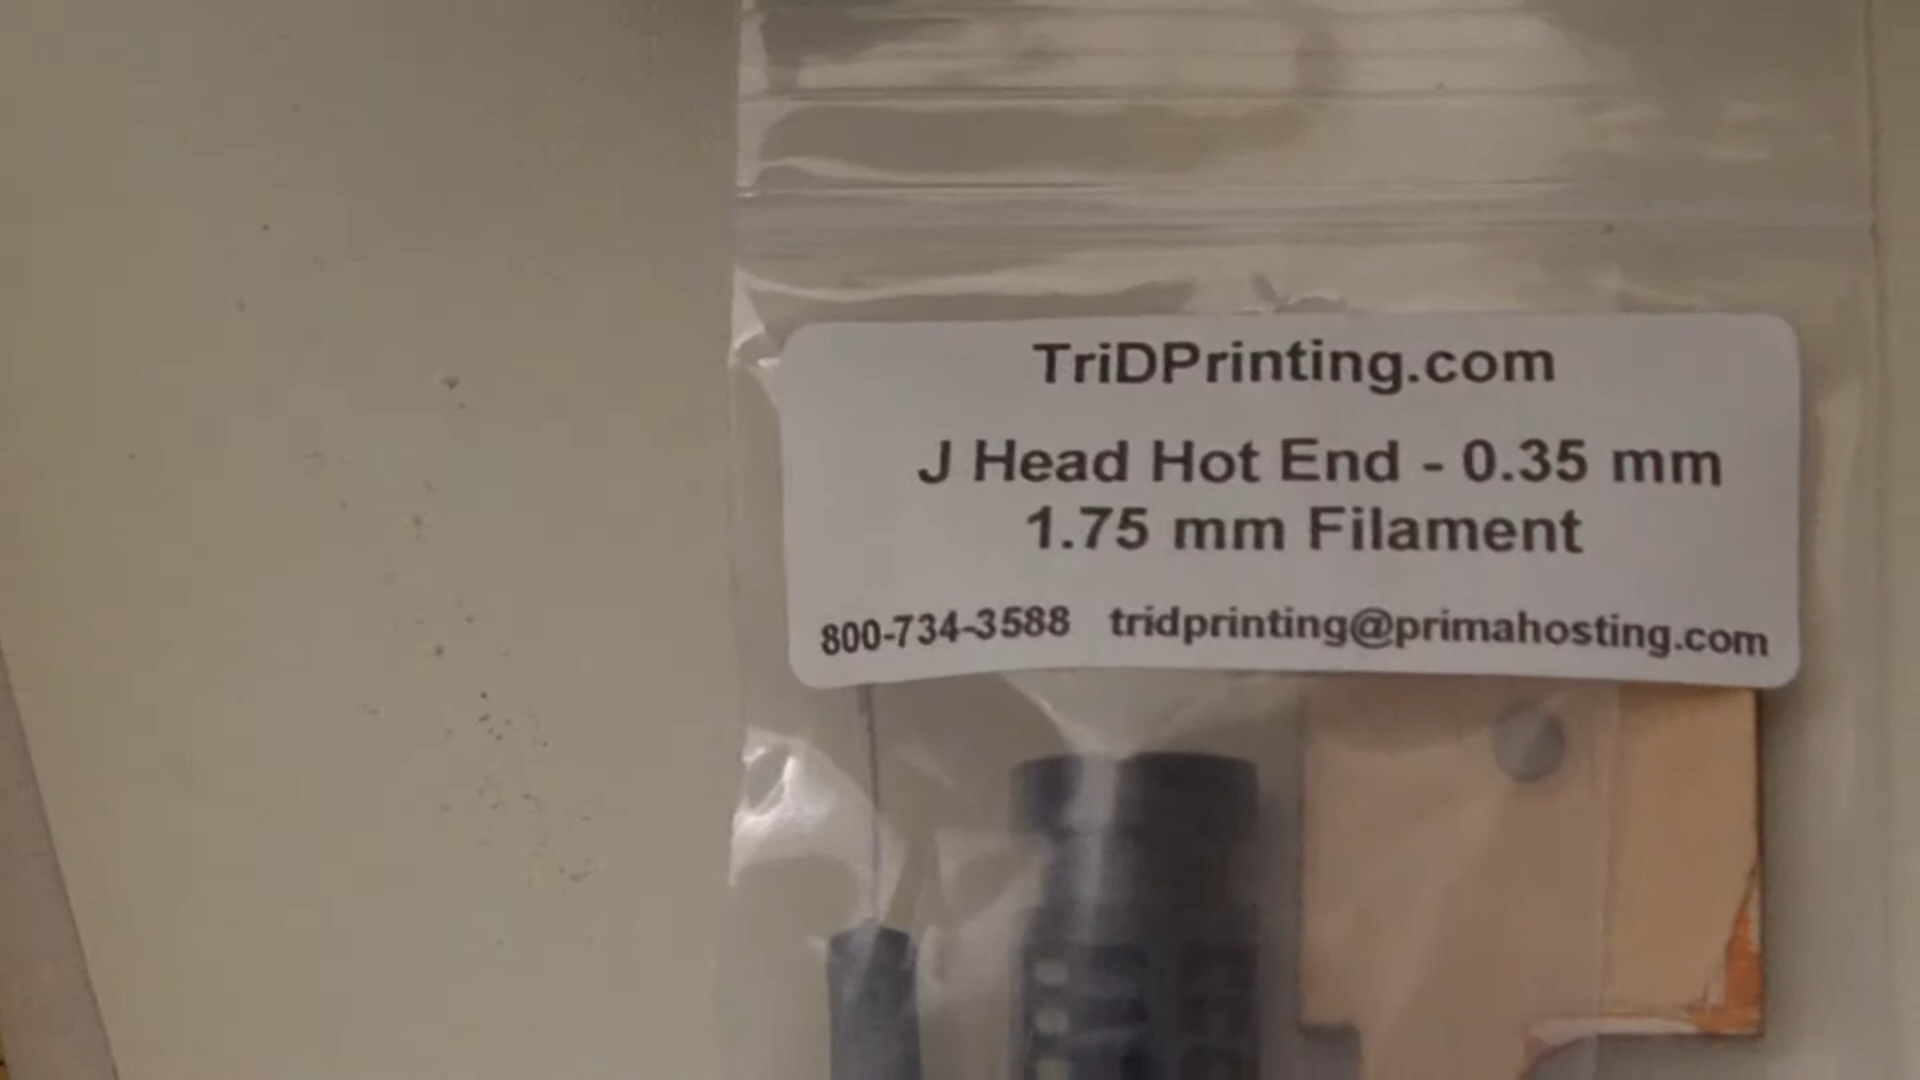 TriDPrinting.com
J Head Hot End - 0.35 mm
1.75 mm Filament
800-734-3588 tridprinting@primahosting.com